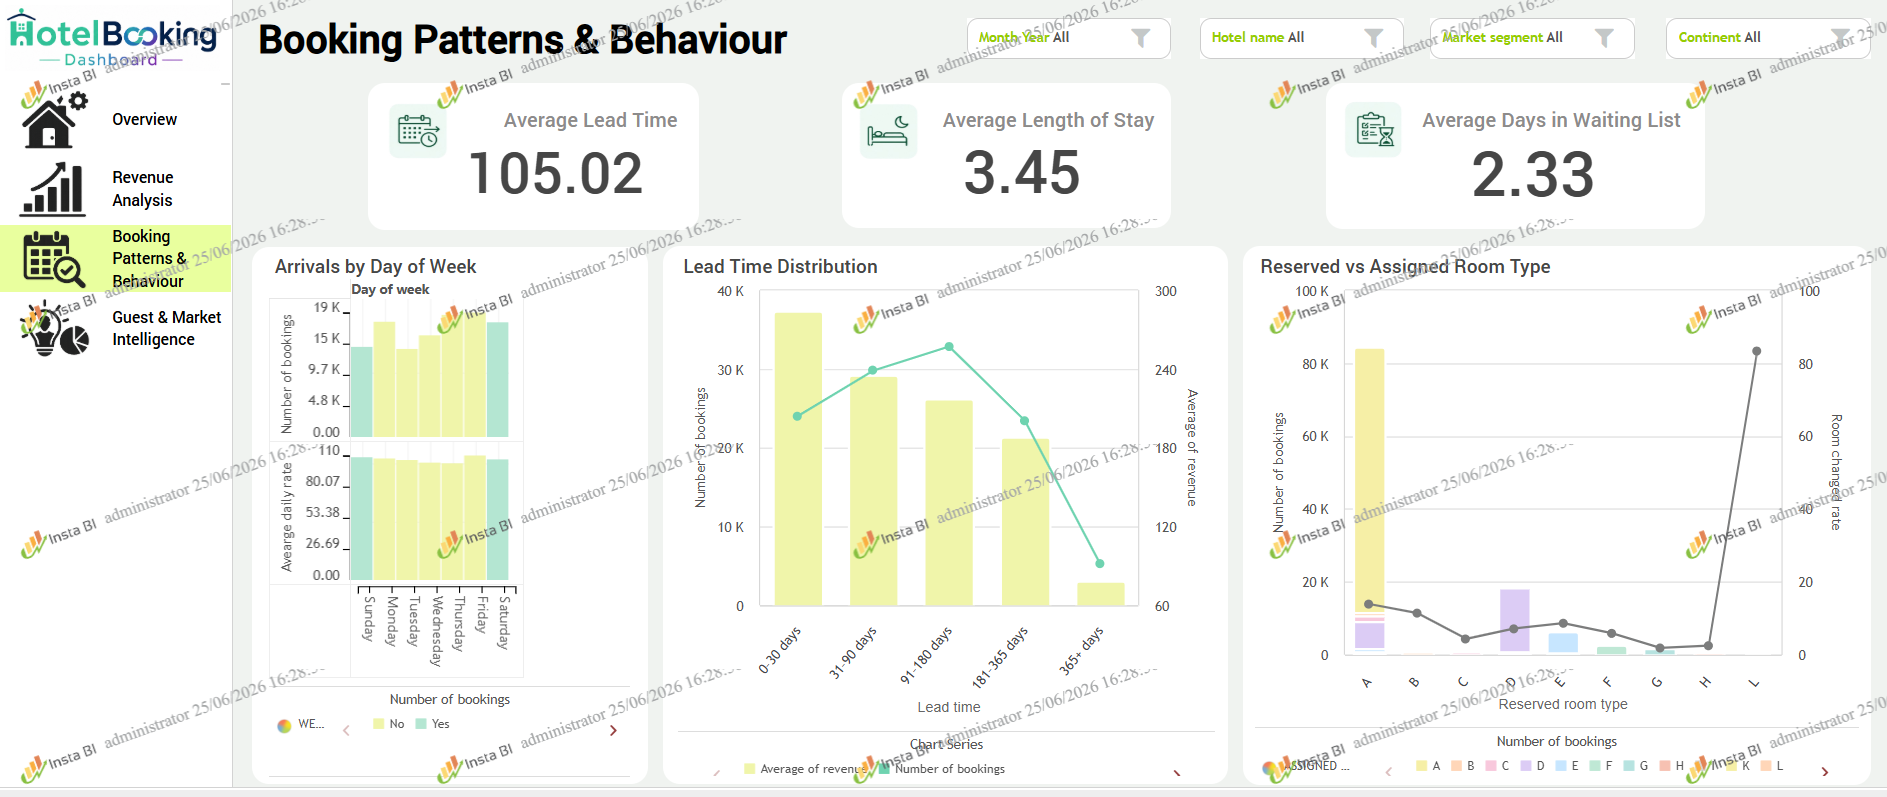 HotelBooking
Dashboard
Overview
Revenue
Analysis
Booking
Patterns &
Behaviour
Guest & Market
Intelligence
Booking Patterns & Behaviour
Month Year All
Hotel name All
Market segment All
Continent All
Average Lead Time
105.02
Average Length of Stay
3.45
Average Days in Waiting List
2.33
Arrivals by Day of Week
Day of week
Number of bookings
19 K
15 K
9.7 K
4.8 K
0.00
Avearge daily rate
110
80.07
53.38
26.69
0.00
Sunday
Monday
Tuesday
Wednesday
Thursday
Friday
Saturday
Number of bookings
WE...
No
Yes
Lead Time Distribution
40 K
30 K
20 K
10 K
0
Number of bookings
300
240
180
120
60
Average of revenue
0-30 days
31-90 days
91-180 days
181-365 days
365+ days
Lead time
Chart Series
Average of revenue
Number of bookings
Reserved vs Assigned Room Type
100 K
80 K
60 K
40 K
20 K
0
Number of bookings
100
80
60
40
20
0
Room changed rate
A
B
C
D
E
F
G
H
L
Reserved room type
Number of bookings
ASSIGNED ...
A
B
C
D
E
F
G
H
K
L
Insta BI administrator 25/06/2026 16:28:5